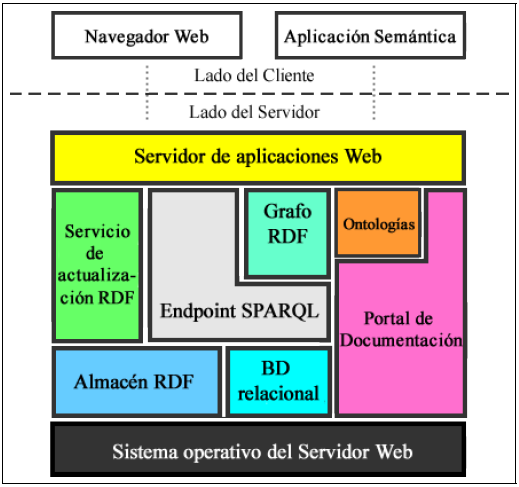 Navegador Web
Aplicación Semántica
Lado del Cliente
Lado del Servidor
Servidor de aplicaciones Web
Servicio
de
actualiza-
ción RDF
Grafo
RDF
Ontologías
Endpoint SPARQL
Portal de
Documentación
Almacén RDF
BD
relacional
Sistema operativo del Servidor Web